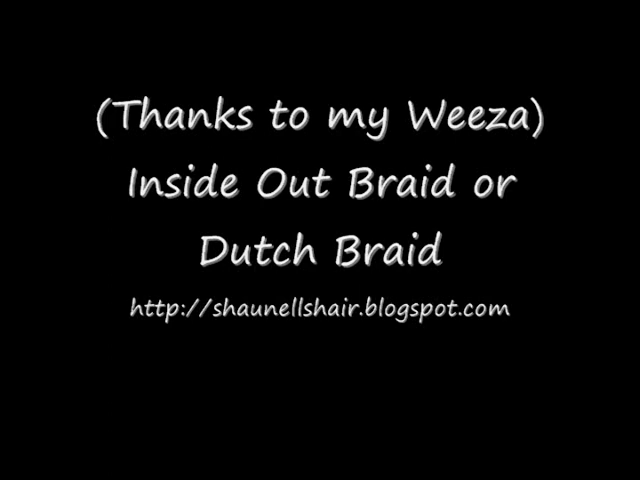 (Thanks to my Weeza)
Inside Out Braid or
Dutch Braid
http://shaunellshair.blogspot.com